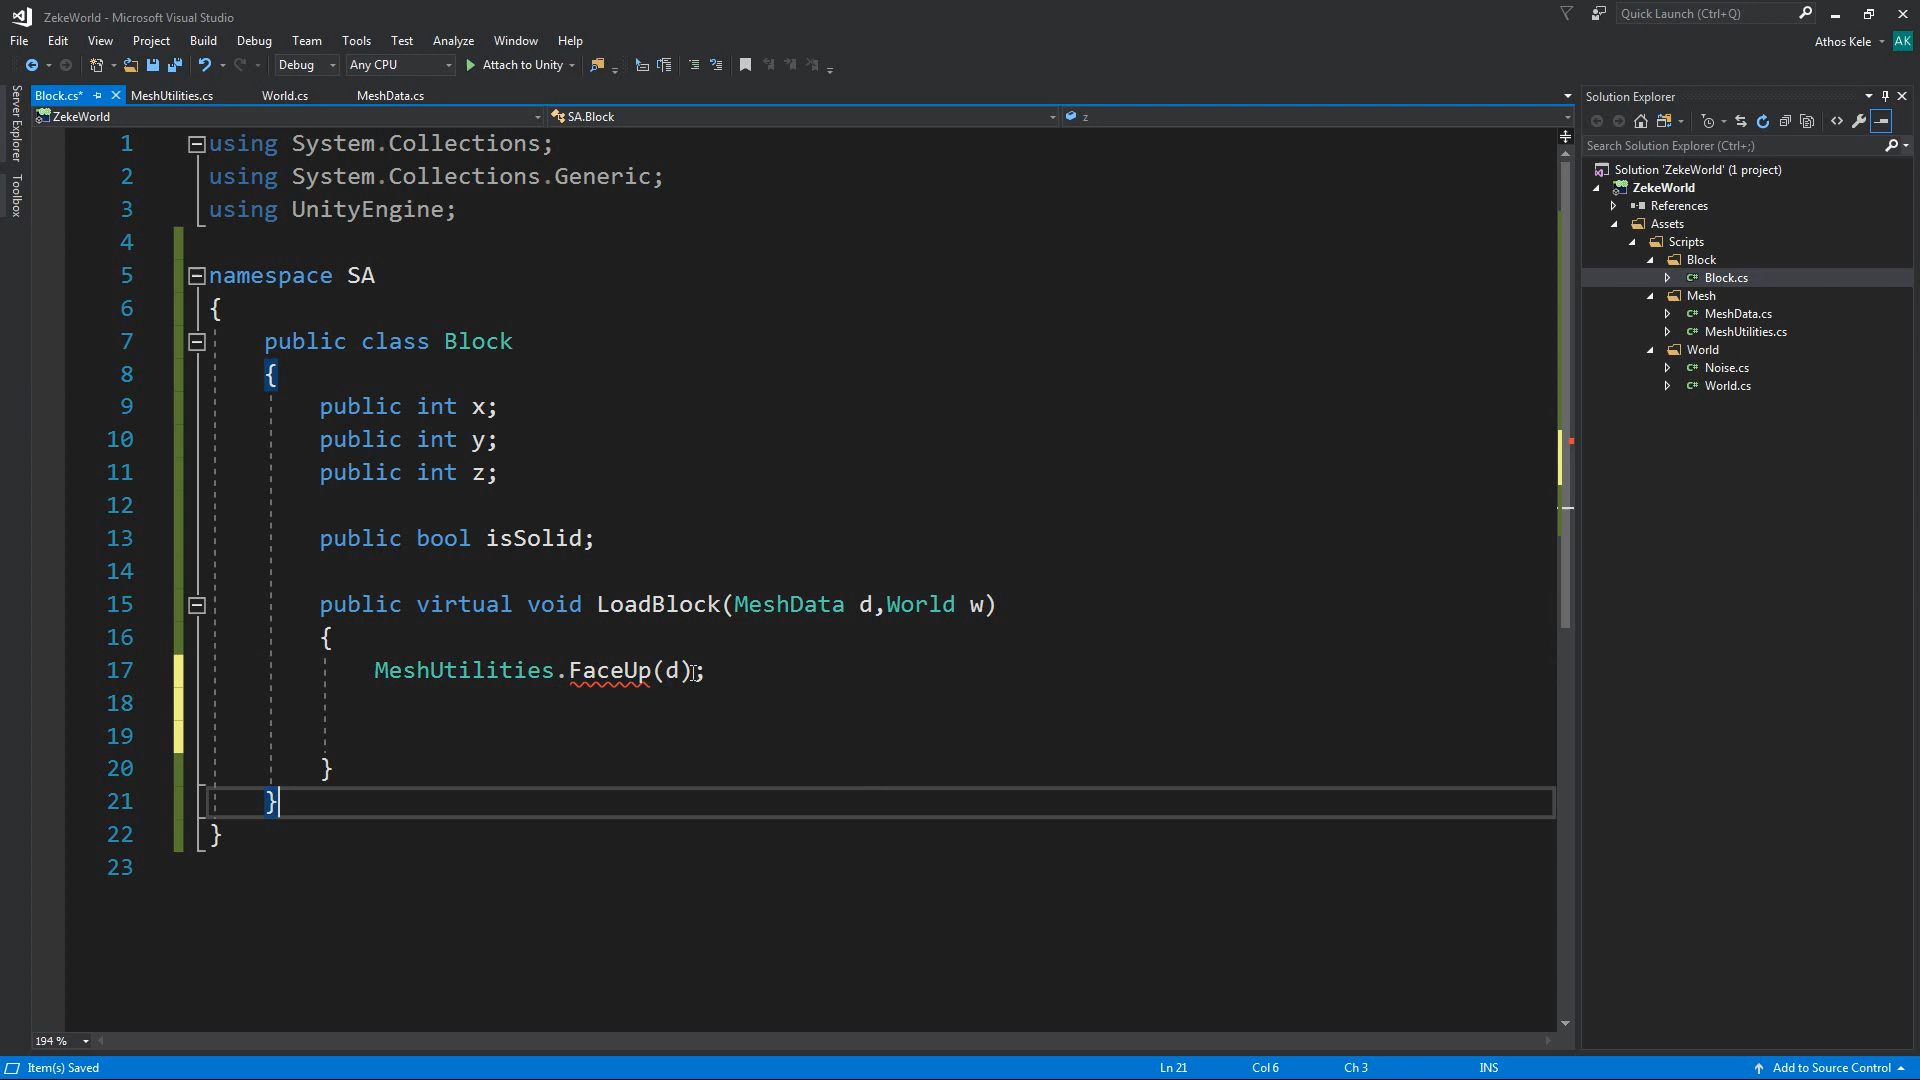 ZekeWorld - Microsoft Visual Studio
Quick Launch (Ctrl+Q)
File Edit View Project Build Debug Team Tools Test Analyze Window Help
Athos Kele AK
Debug Any CPU Attach to Unity
Server Explorer
Toolbox
Block.cs* MeshUtilities.cs World.cs MeshData.cs
ZekeWorld SA.Block z
1 using System.Collections;
2 using System.Collections.Generic;
3 using UnityEngine;
4
5 namespace SA
6 {
7 public class Block
8 {
9 public int x;
10 public int y;
11 public int z;
12
13 public bool isSolid;
14
15 public virtual void LoadBlock(MeshData d,World w)
16 {
17 MeshUtilities.FaceUp(d);
18
19
20 }
21 }
22 }
23
194 %
Solution Explorer
Search Solution Explorer (Ctrl+;)
Solution 'ZekeWorld' (1 project)
ZekeWorld
References
Assets
Scripts
Block
C# Block.cs
Mesh
C# MeshData.cs
C# MeshUtilities.cs
World
C# Noise.cs
C# World.cs
Item(s) Saved Ln 21 Col 6 Ch 3 INS Add to Source Control